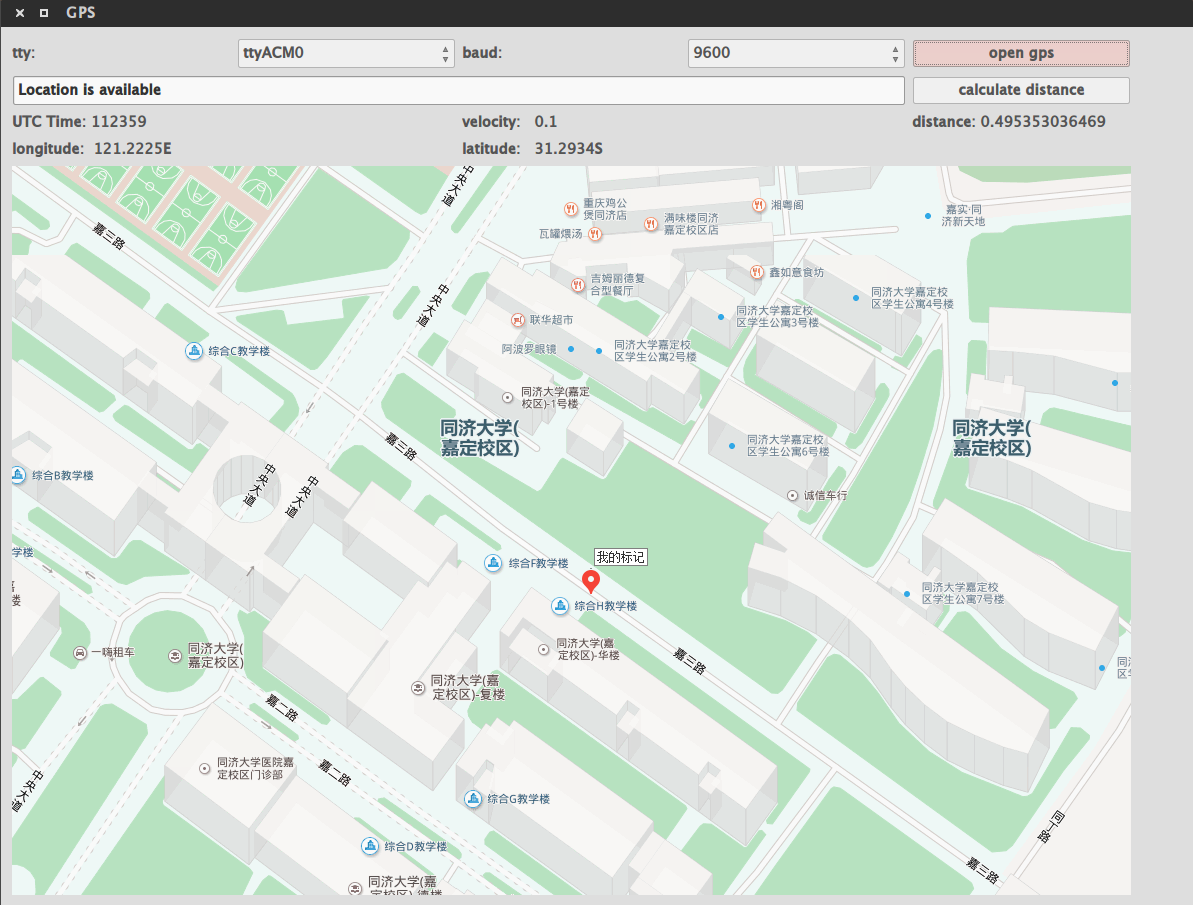 GPS
tty:
ttyACM0
baud:
9600
open gps
Location is available
calculate distance
UTC Time: 112359
velocity: 0.1
distance: 0.495353036469
longitude: 121.2225E
latitude: 31.2934S
中央大道
重庆鸡公
煲同济店
湘粤阁
满味楼同济
嘉定校区店
嘉实·同
济新天地
瓦罐煨汤
嘉三路
吉姆丽德复
合型餐厅
鑫如意食坊
同济大学嘉定校
区学生公寓4号楼
中央大道
联华超市
同济大学嘉定校
区学生公寓3号楼
综合C教学楼
阿波罗眼镜
同济大学嘉定校
区学生公寓2号楼
同济大学(嘉定
校区)-1号楼
同济大学(
嘉定校区)
同济大学(
嘉定校区)
嘉三路
同济大学嘉定校
区学生公寓6号楼
综合B教学楼
中央大道
中央大道
诚信车行
学楼
综合F教学楼
我的标记
嘉
楼
综合H教学楼
同济大学嘉定校
区学生公寓7号楼
一嗨租车
同济大学(
嘉定校区)
同济大学(嘉
定校区)-华楼
嘉三路
同济大学(嘉
定校区)-复楼
嘉二路
同济大学医院嘉
定校区门诊部
嘉二路
中央大道
综合G教学楼
综合D教学楼
同丁路
嘉三路
同济大学(嘉
定校区)-德楼